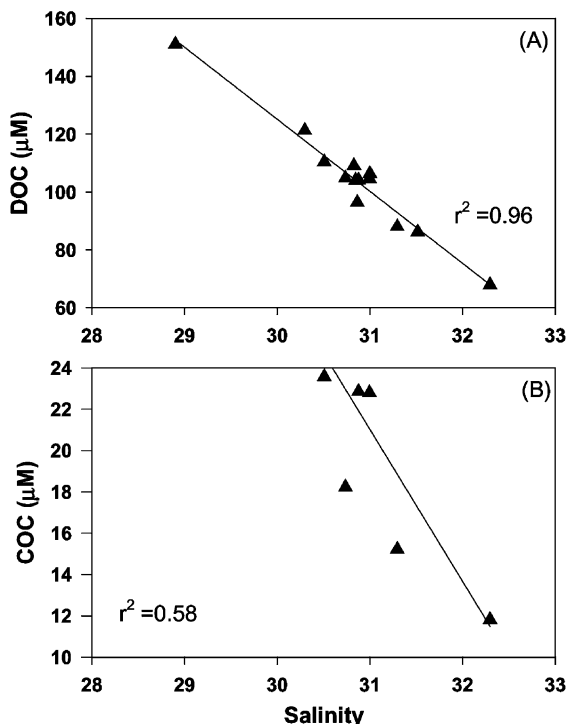 160
(A)
140
120
DOC (μM)
100
r² =0.96
80
60
28 29 30 31 32 33
24
(B)
22
20
18
COC (μM)
16
14
12
r² =0.58
10
28 29 30 31 32 33
Salinity